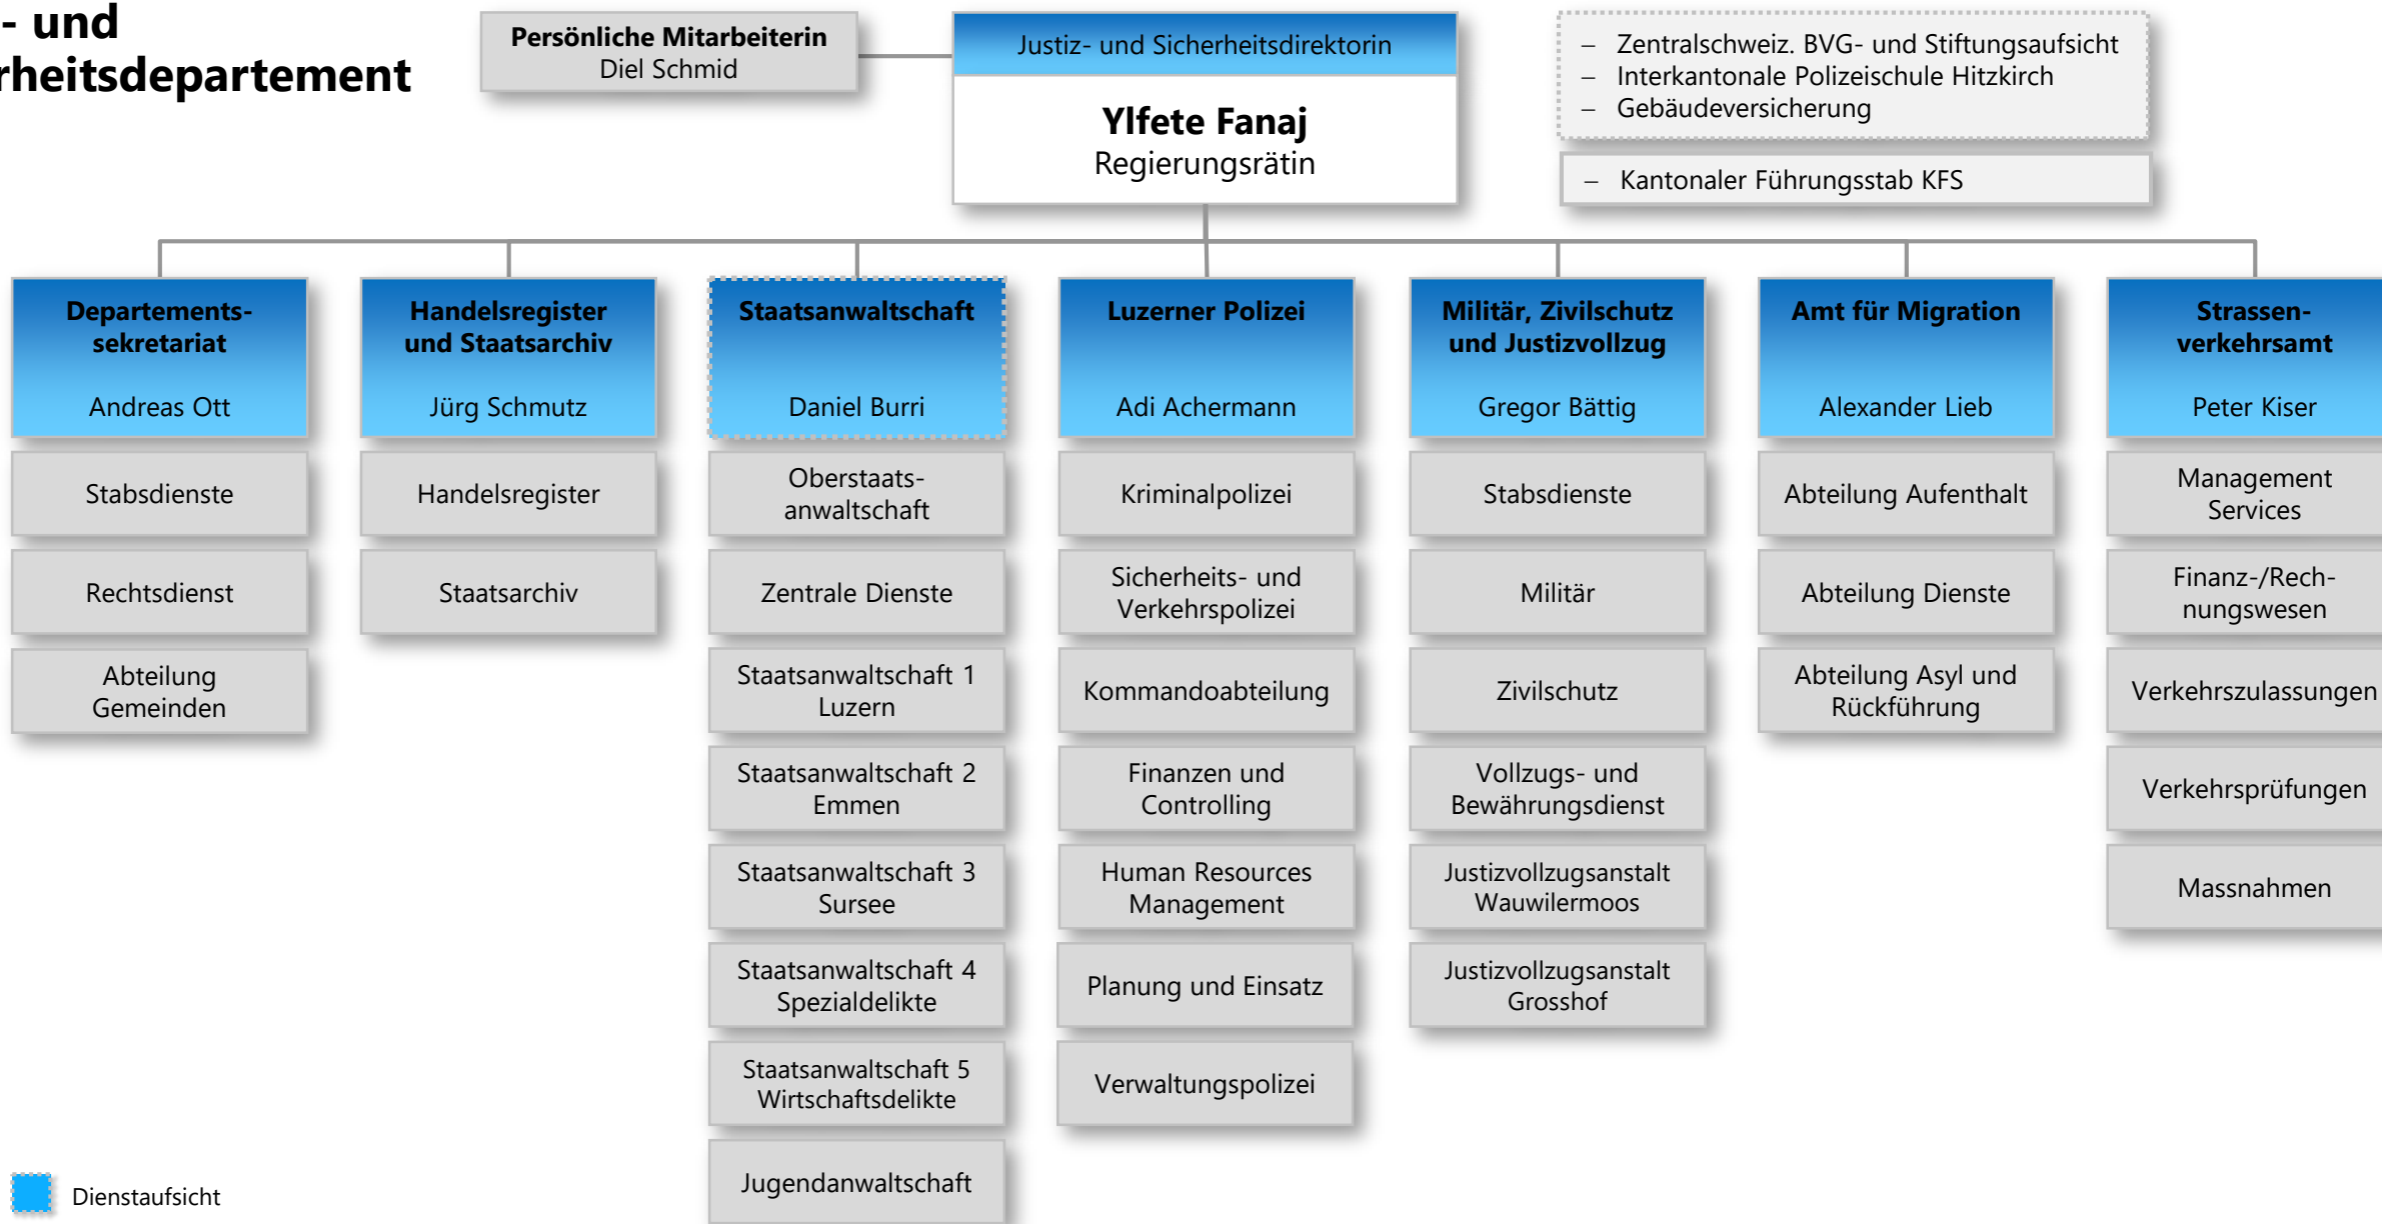 - und
rheitsdepartement
Persönliche Mitarbeiterin
Diel Schmid
Justiz- und Sicherheitsdirektorin
Ylfete Fanaj
Regierungsrätin
– Zentralschweiz. BVG- und Stiftungsaufsicht
– Interkantonale Polizeischule Hitzkirch
– Gebäudeversicherung
– Kantonaler Führungsstab KFS
Departements-
sekretariat
Andreas Ott
Stabsdienste
Rechtsdienst
Abteilung
Gemeinden
Handelsregister
und Staatsarchiv
Jürg Schmutz
Handelsregister
Staatsarchiv
Staatsanwaltschaft
Daniel Burri
Oberstaats-
anwaltschaft
Zentrale Dienste
Staatsanwaltschaft 1
Luzern
Staatsanwaltschaft 2
Emmen
Staatsanwaltschaft 3
Sursee
Staatsanwaltschaft 4
Spezialdelikte
Staatsanwaltschaft 5
Wirtschaftsdelikte
Jugendanwaltschaft
Luzerner Polizei
Adi Achermann
Kriminalpolizei
Sicherheits- und
Verkehrspolizei
Kommandoabteilung
Finanzen und
Controlling
Human Resources
Management
Planung und Einsatz
Verwaltungspolizei
Militär, Zivilschutz
und Justizvollzug
Gregor Bättig
Stabsdienste
Militär
Zivilschutz
Vollzugs- und
Bewährungsdienst
Justizvollzugsanstalt
Wauwilermoos
Justizvollzugsanstalt
Grosshof
Amt für Migration
Alexander Lieb
Abteilung Aufenthalt
Abteilung Dienste
Abteilung Asyl und
Rückführung
Strassen-
verkehrsamt
Peter Kiser
Management
Services
Finanz-/Rech-
nungswesen
Verkehrszulassungen
Verkehrsprüfungen
Massnahmen
Dienstaufsicht